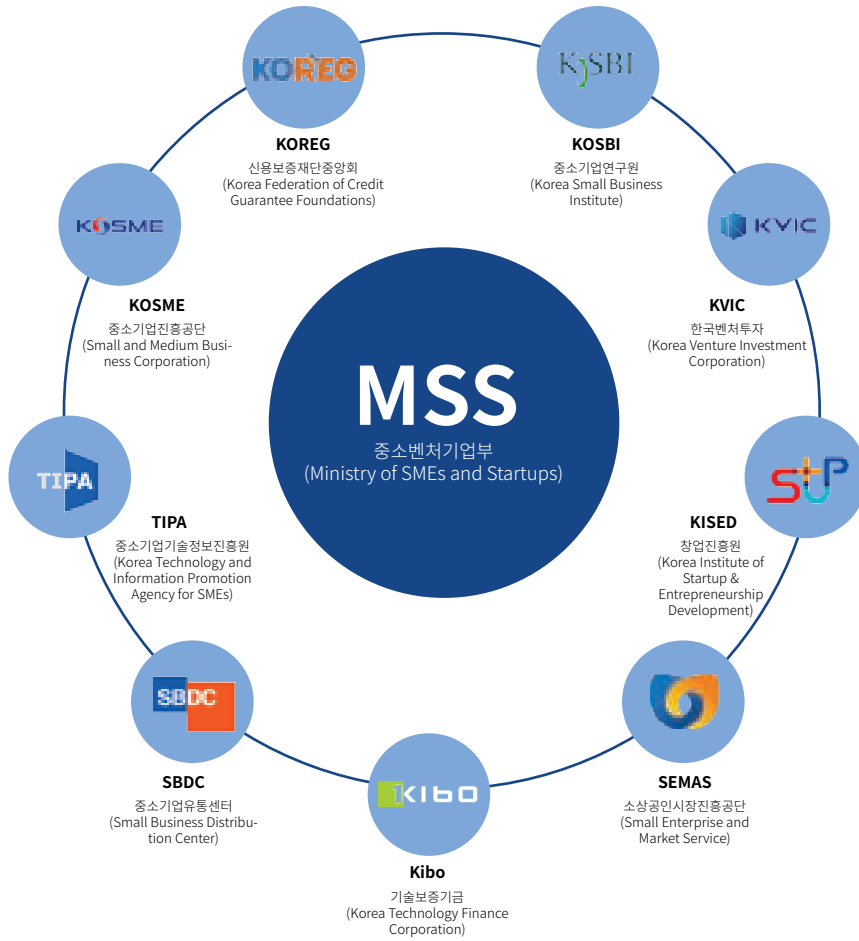 KOREG
KOREG
신용보증재단중앙회
(Korea Federation of Credit
Guarantee Foundations)
KOSBI
KOSBI
중소기업연구원
(Korea Small Business
Institute)
KOSME
KOSME
중소기업진흥공단
(Small and Medium Busi-
ness Corporation)
KVIC
KVIC
한국벤처투자
(Korea Venture Investment
Corporation)
MSS
중소벤처기업부
(Ministry of SMEs and Startups)
TIPA
TIPA
중소기업기술정보진흥원
(Korea Technology and
Information Promotion
Agency for SMEs)
StUP
KISED
창업진흥원
(Korea Institute of
Startup &
Entrepreneurship
Development)
SBDC
SBDC
중소기업유통센터
(Small Business Distribu-
tion Center)
SEMAS
소상공인시장진흥공단
(Small Enterprise and
Market Service)
KIBO
Kibo
기술보증기금
(Korea Technology Finance
Corporation)